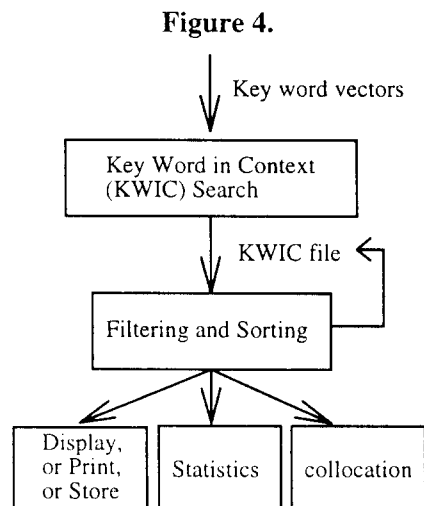 Figure 4.
Key word vectors
Key Word in Context
(KWIC) Search
KWIC file
Filtering and Sorting
Display,
or Print,
or Store
Statistics
collocation